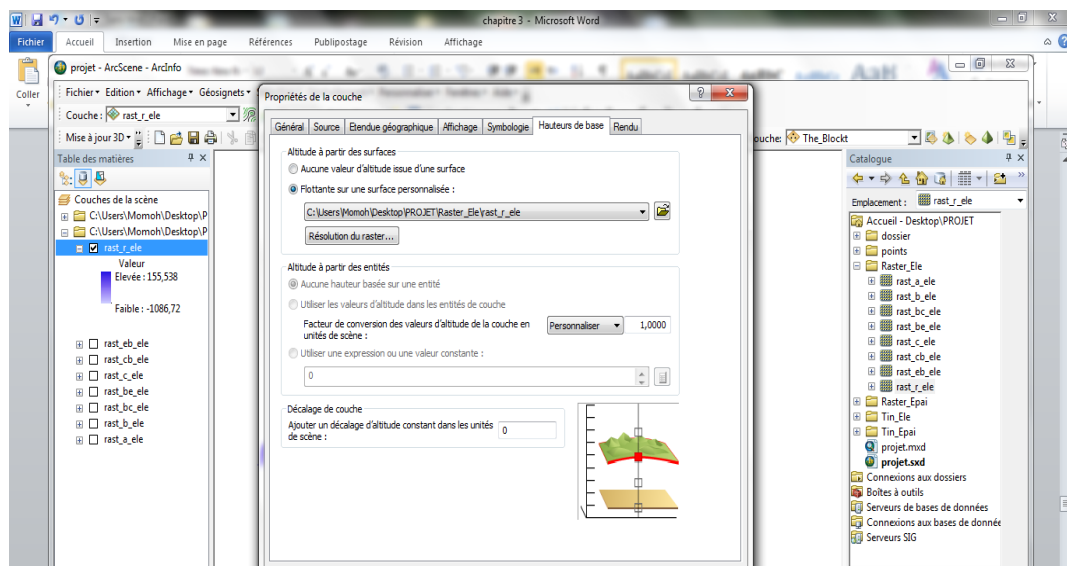 chapitre 3 - Microsoft Word
Fichier Accueil Insertion Mise en page Références Publipostage Révision Affichage
Coller
projet - ArcScene - ArcInfo
Fichier Edition Affichage Géosignets
Couche : rast_r_ele
Mise à jour 3D
ouche: The_Blockt
Table des matières
Couches de la scène
C:\Users\Momoh\Desktop\P
C:\Users\Momoh\Desktop\P
rast_r_ele
Valeur
Elevée : 155,538
Faible : -1086,72
rast_eb_ele
rast_cb_ele
rast_c_ele
rast_be_ele
rast_bc_ele
rast_b_ele
rast_a_ele
Propriétés de la couche
Général Source Etendue géographique Affichage Symbologie Hauteurs de base Rendu
Altitude à partir des surfaces
Aucune valeur d'altitude issue d'une surface
Flottante sur une surface personnalisée :
C:\Users\Momoh\Desktop\PROJET\Raster_Ele\rast_r_ele
Résolution du raster...
Altitude à partir des entités
Aucune hauteur basée sur une entité
Utiliser les valeurs d'altitude dans les entités de couche
Facteur de conversion des valeurs d'altitude de la couche en
unités de scène :
Personnaliser 1,0000
Utiliser une expression ou une valeur constante :
0
Décalage de couche
Ajouter un décalage d'altitude constant dans les unités
de scène :
0
Catalogue
Emplacement : rast_r_ele
Accueil - Desktop\PROJET
dossier
points
Raster_Ele
rast_a_ele
rast_b_ele
rast_bc_ele
rast_be_ele
rast_c_ele
rast_cb_ele
rast_eb_ele
rast_r_ele
Raster_Epai
Tin_Ele
Tin_Epai
projet.mxd
projet.sxd
Connexions aux dossiers
Boîtes à outils
Serveurs de bases de données
Connexions aux bases de donnée
Serveurs SIG